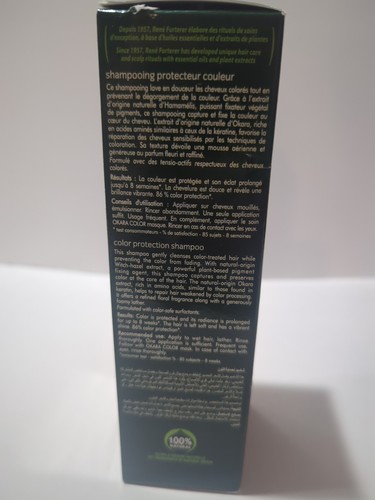 Depuis 1957, René Furterer élabore des rituels de soins
d'exception, à base d'huiles essentielles et d'extraits de plantes
Since 1957, René Furterer has developed unique hair care
and scalp rituals with essential oils and plant extracts
shampooing protecteur couleur
Ce shampooing lave en douceur les cheveux colorés tout en
prévenant le dégorgement de la couleur. Grâce à l'extrait
d'origine naturelle d'Hamamélis, puissant fixateur végétal
de pigments, ce shampooing capture et fixe la couleur au
cœur du cheveu. L'extrait d'origine naturelle d'Okara, riche
en acides aminés similaires à ceux de la kératine, favorise la
réparation des cheveux sensibilisés par les techniques de
coloration. Sa texture dévoile une mousse aérienne et
généreuse au parfum fleuri et raffiné.
Formulé avec des tensio-actifs respectueux des cheveux
colorés.
Résultats : La couleur est protégée et son éclat prolongé
jusqu'à 8 semaines*. La chevelure est douce et révèle une
brillance vibrante. 86 % color protection*.
Conseils d'utilisation : Appliquer sur cheveux mouillés,
émulsionner. Rincer abondamment. Une seule application
suffit. Usage fréquent. En complément, appliquer le soin
OKARA COLOR masque. Rincer en cas de contact avec les yeux.
* test consommateurs - % de satisfaction - 80 sujets - 8 semaines
color protection shampoo
This shampoo gently cleanses color-treated hair while
preventing the color from fading. With natural-origin
Witch-hazel extract, a powerful plant-based pigment
fixing agent, this shampoo captures and preserves
color at the core of the hair. The natural-origin Okara
extract, rich in amino acids, similar to those found in
keratin, helps to repair hair weakened by color processing.
It offers a refined floral fragrance along with a generously
foamy lather.
Formulated with color-safe surfactants.
Results: Color is protected and its radiance is prolonged
for up to 8 weeks*. The hair is left soft and has a vibrant
shine. 86% color protection*.
Recommended use: Apply to wet hair, lather. Rinse
thoroughly. One application is sufficient. Frequent use.
Follow with OKARA COLOR mask. In case of contact with
eyes, rinse thoroughly.
100%